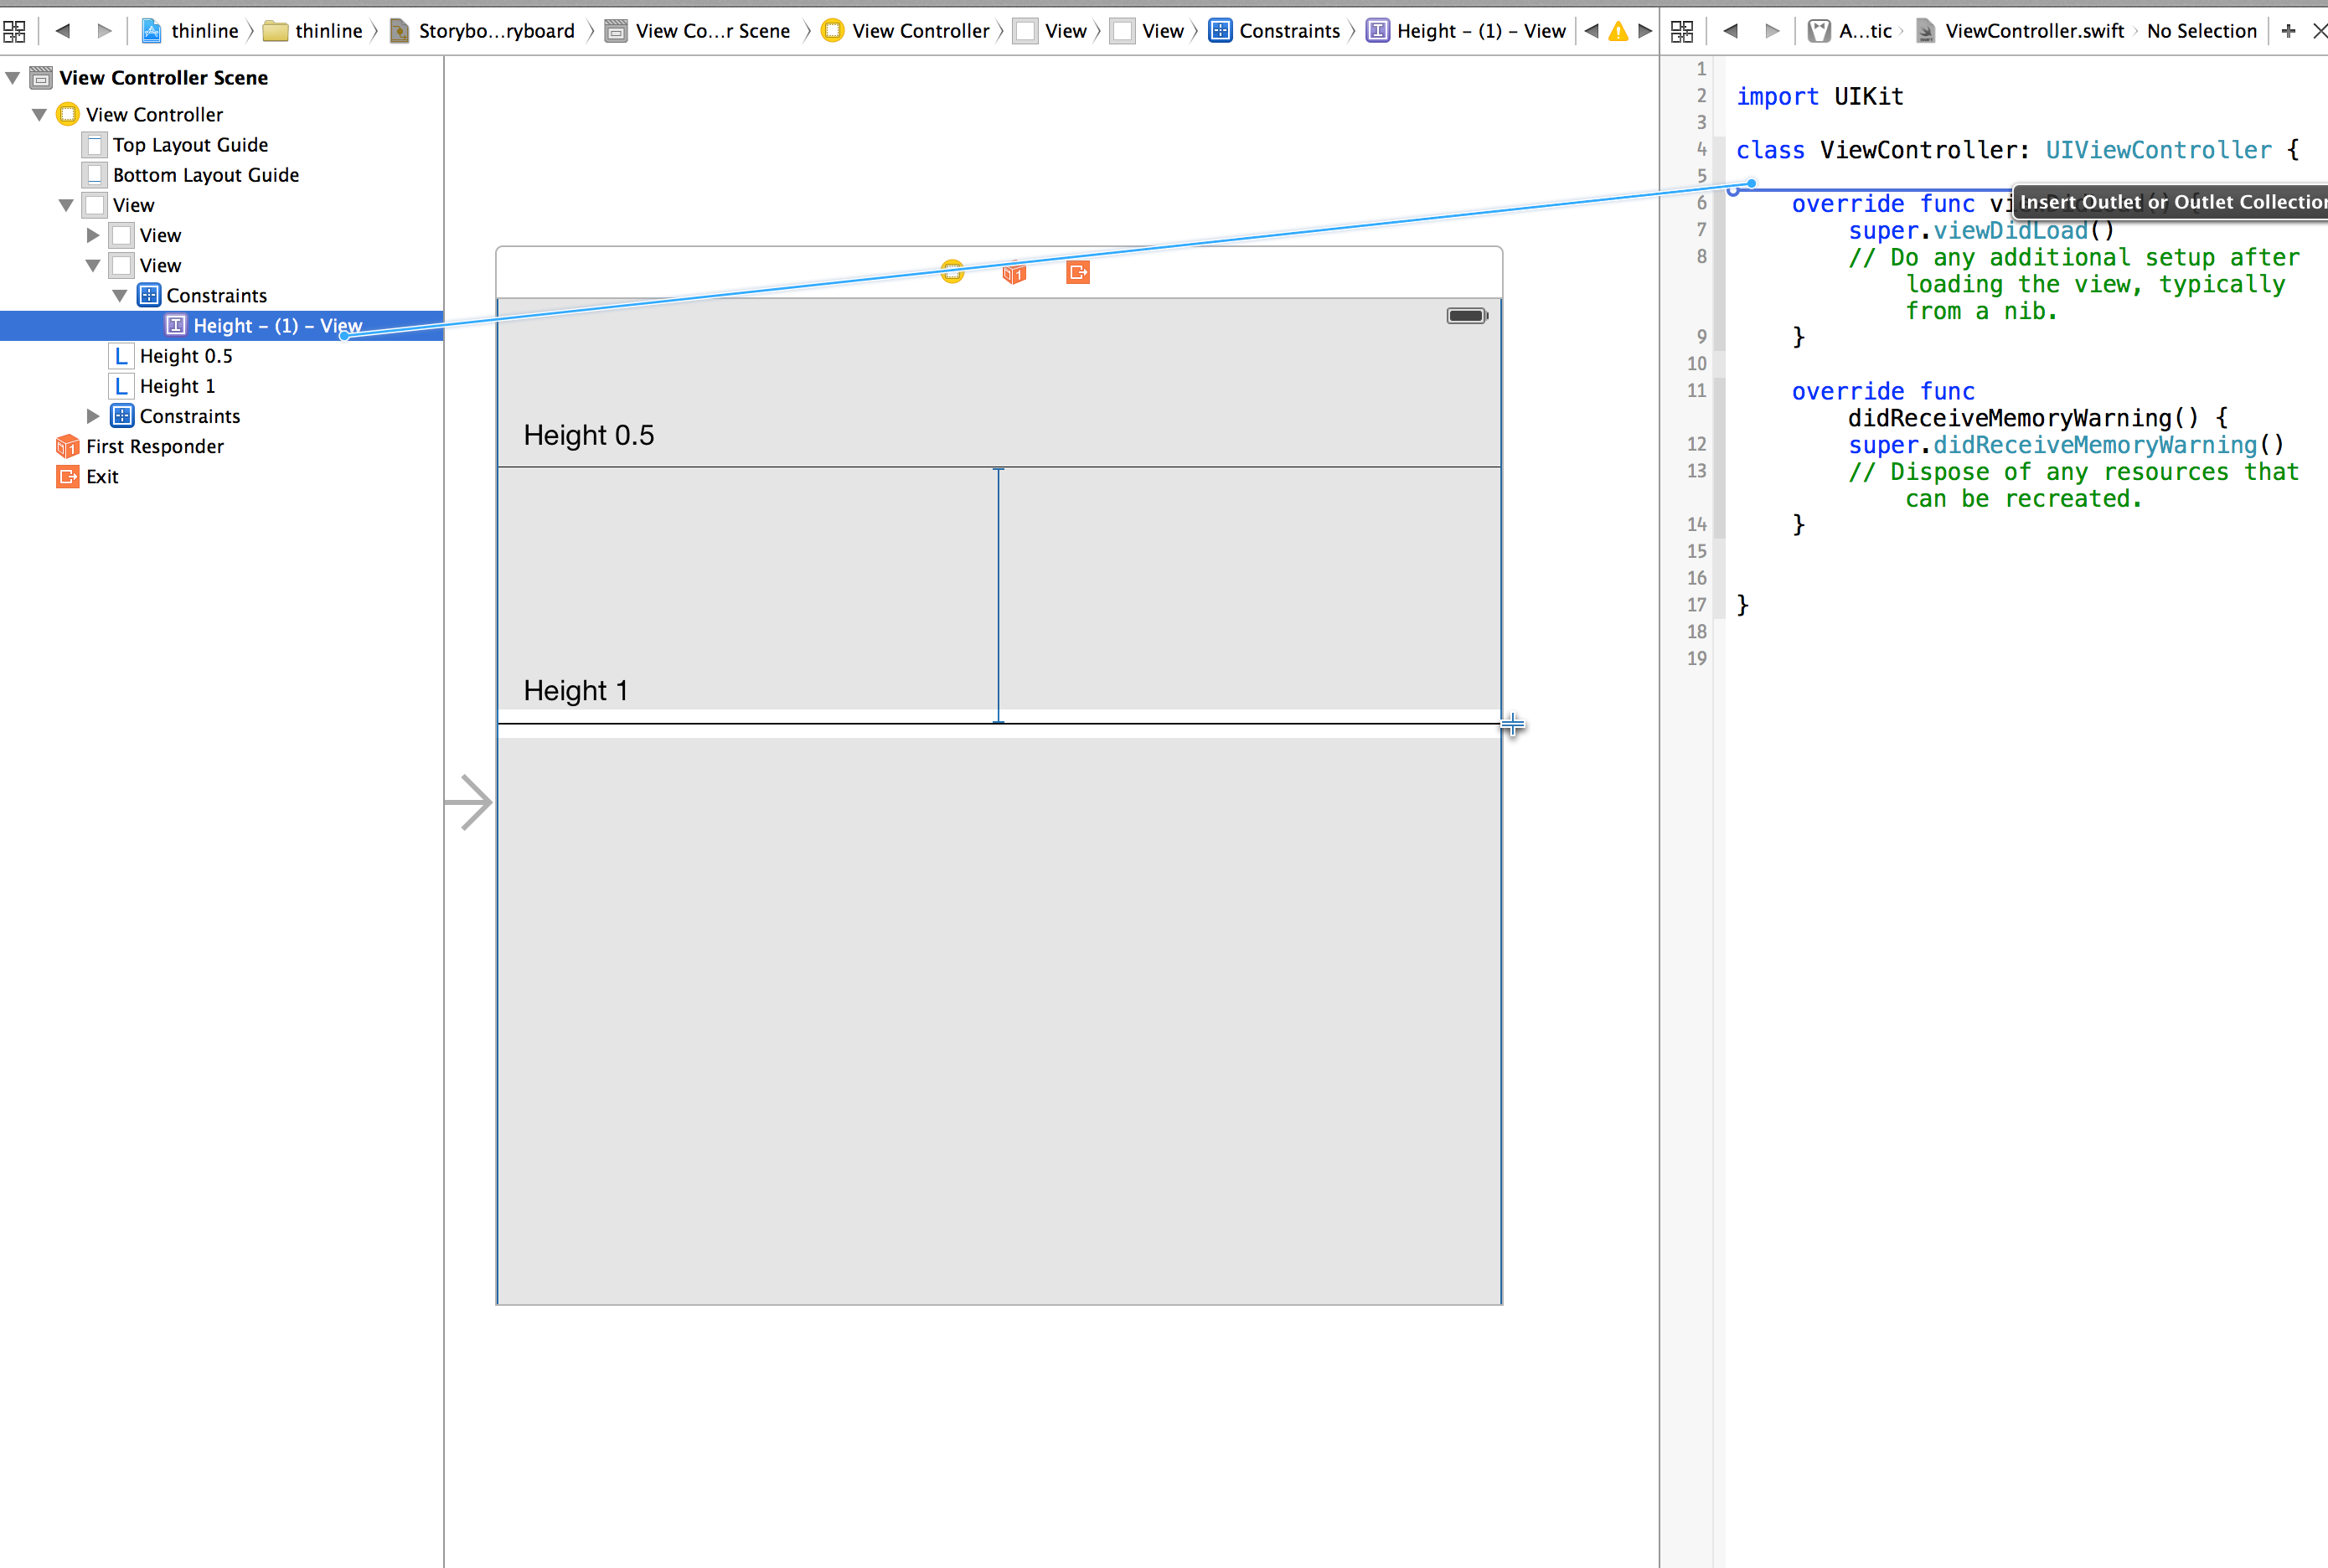 thinline thinline Storybo...ryboard View Co...r Scene View Controller View View Constraints Height - (1) - View A...tic ViewController.swift No Selection
View Controller Scene
View Controller
Top Layout Guide
Bottom Layout Guide
View
View
View
Constraints
Height - (1) - View
Height 0.5
Height 1
Constraints
First Responder
Exit
Height 0.5
Height 1
1
2 import UIKit
3
4 class ViewController: UIViewController {
5
Insert Outlet or Outlet Collection
6 override func viewDidLoad() {
7 super.viewDidLoad()
8 // Do any additional setup after
loading the view, typically
from a nib.
9 }
10
11 override func
didReceiveMemoryWarning() {
12 super.didReceiveMemoryWarning()
13 // Dispose of any resources that
can be recreated.
14 }
15
16
17 }
18
19